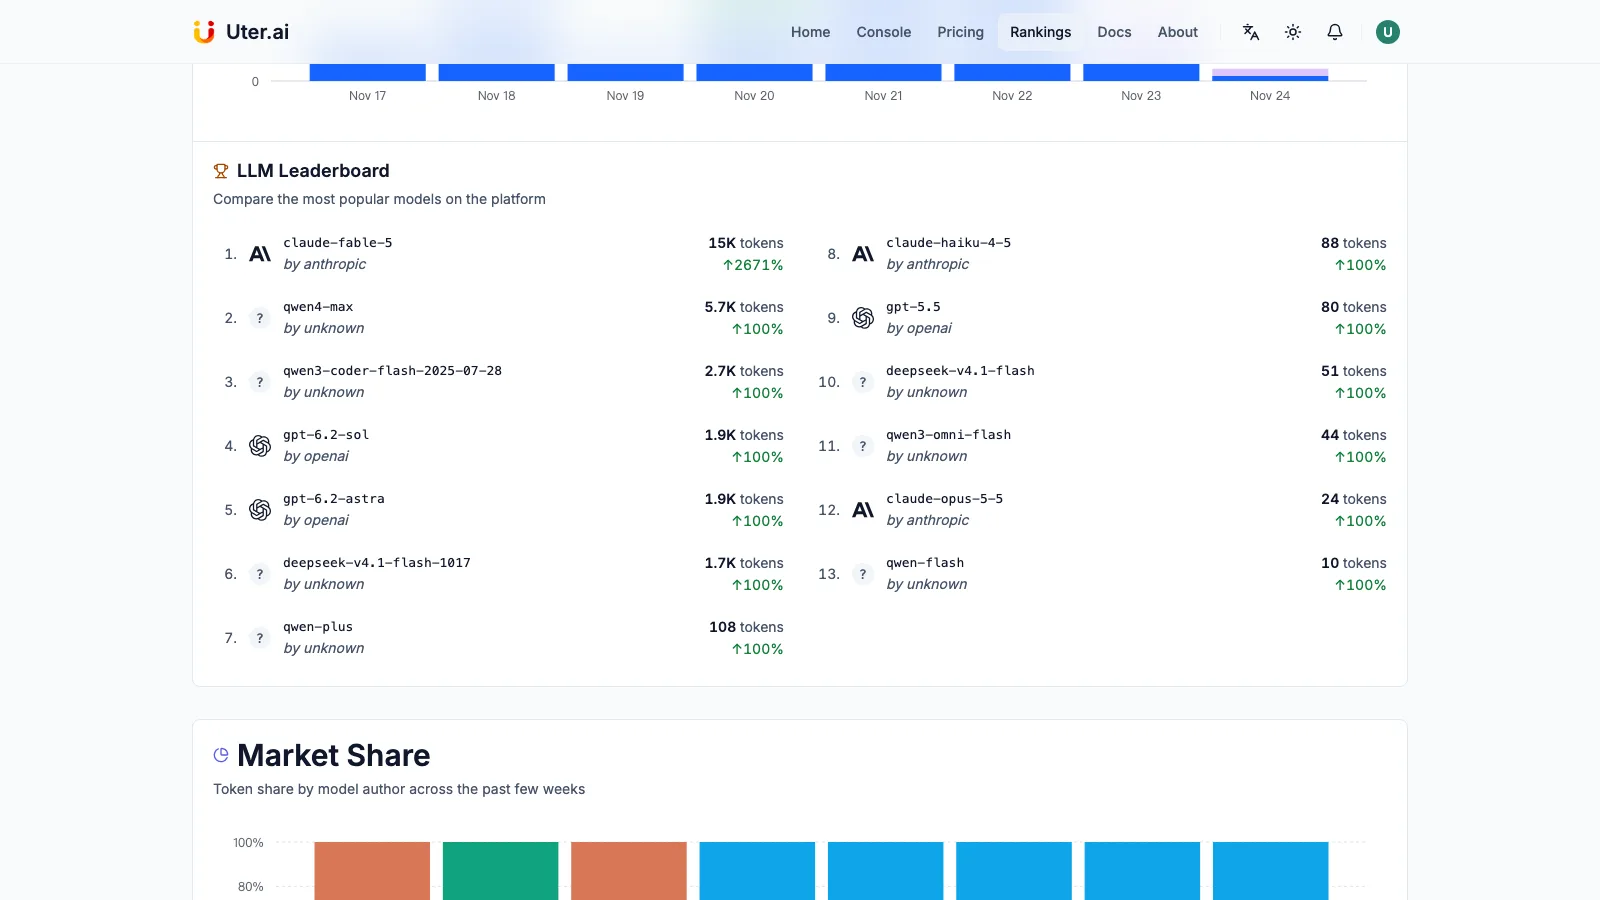 Uter.ai
Home Console Pricing Rankings Docs About U
0
Nov 17 Nov 18 Nov 19 Nov 20 Nov 21 Nov 22 Nov 23 Nov 24
LLM Leaderboard
Compare the most popular models on the platform
1. claude-fable-5 15K tokens
by anthropic ↑2671%
2. ? qwen4-max 5.7K tokens
by unknown ↑100%
3. ? qwen3-coder-flash-2025-07-28 2.7K tokens
by unknown ↑100%
4. gpt-6.2-sol 1.9K tokens
by openai ↑100%
5. gpt-6.2-astra 1.9K tokens
by openai ↑100%
6. ? deepseek-v4.1-flash-1017 1.7K tokens
by unknown ↑100%
7. ? qwen-plus 108 tokens
by unknown ↑100%
8. claude-haiku-4-5 88 tokens
by anthropic ↑100%
9. gpt-5.5 80 tokens
by openai ↑100%
10. ? deepseek-v4.1-flash 51 tokens
by unknown ↑100%
11. ? qwen3-omni-flash 44 tokens
by unknown ↑100%
12. claude-opus-5-5 24 tokens
by anthropic ↑100%
13. ? qwen-flash 10 tokens
by unknown ↑100%
Market Share
Token share by model author across the past few weeks
100%
80%